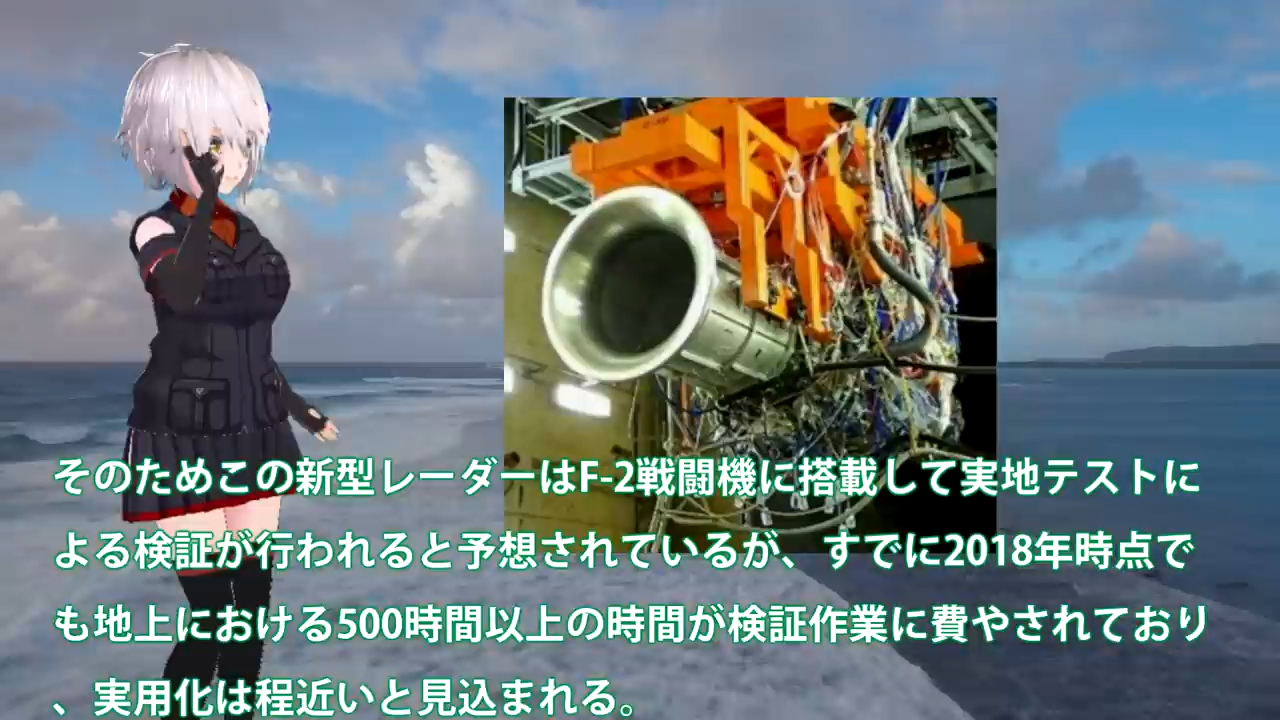 そのためこの新型レーダーはF-2戦闘機に搭載して実地テストに
よる検証が行われると予想されているが、すでに2018年時点で
も地上における500時間以上の時間が検証作業に費やされており
、実用化は程近いと見込まれる。